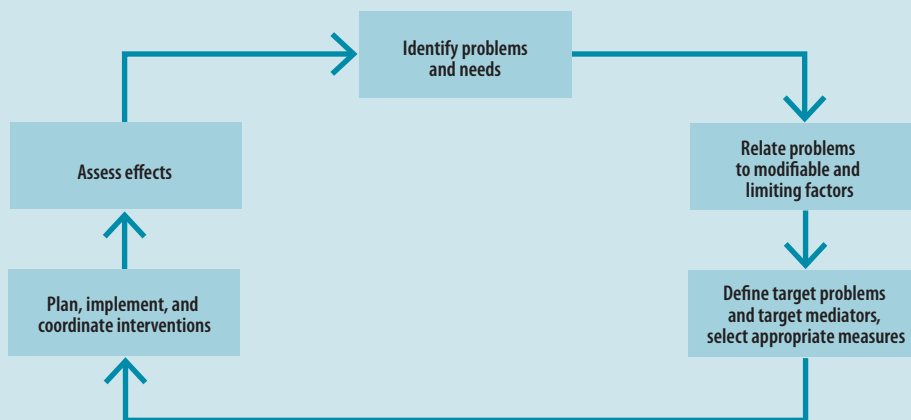 Identify problems
and needs
Relate problems
to modifiable and
limiting factors
Define target problems
and target mediators,
select appropriate measures
Plan, implement, and
coordinate interventions
Assess effects